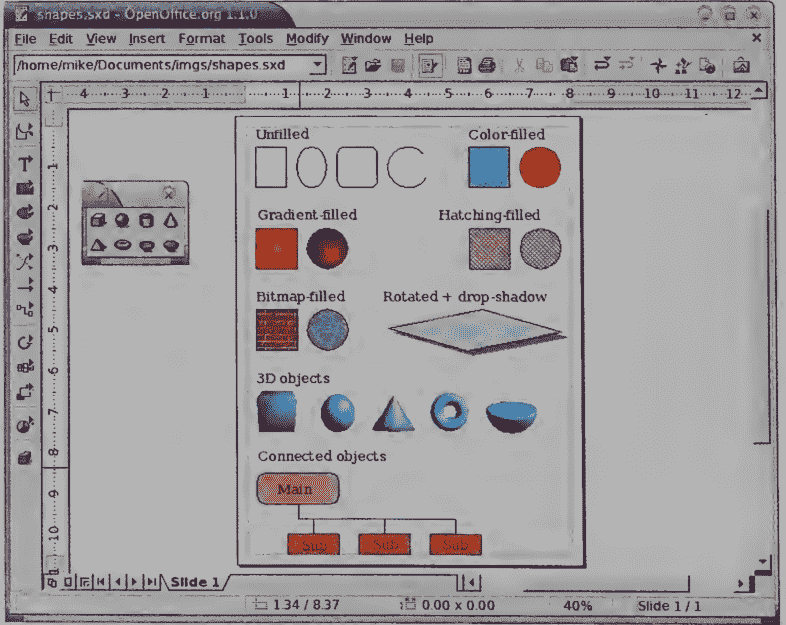 shapes.sxd - OpenOffice.org 1.1.0
File Edit View Insert Format Tools Modify Window Help
/home/mike/Documents/imgs/shapes.sxd
4 3 2 1 1 2 3 4 5 6 7 8 9 10 11 12
Unfilled Color-filled
1
2
Gradient-filled Hatching-filled
3
4
Bitmap-filled Rotated + drop-shadow
5
6
3D objects
7
8
Connected objects
9
Main
10
Sub Sub Sub
Slide 1
1.34 / 8.37 0.00 x 0.00 40% Slide 1 / 1